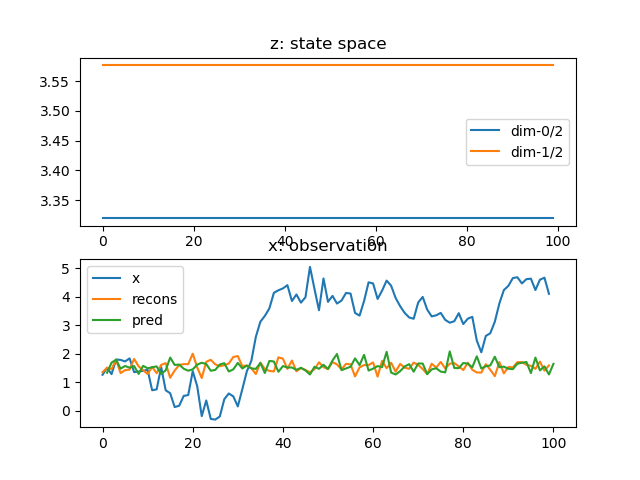 z: state space
3.55
3.50
3.45
3.40
3.35
dim-0/2
dim-1/2
0 20 40 60 80 100
x: observation
5
4
3
2
1
0
x
recons
pred
0 20 40 60 80 100